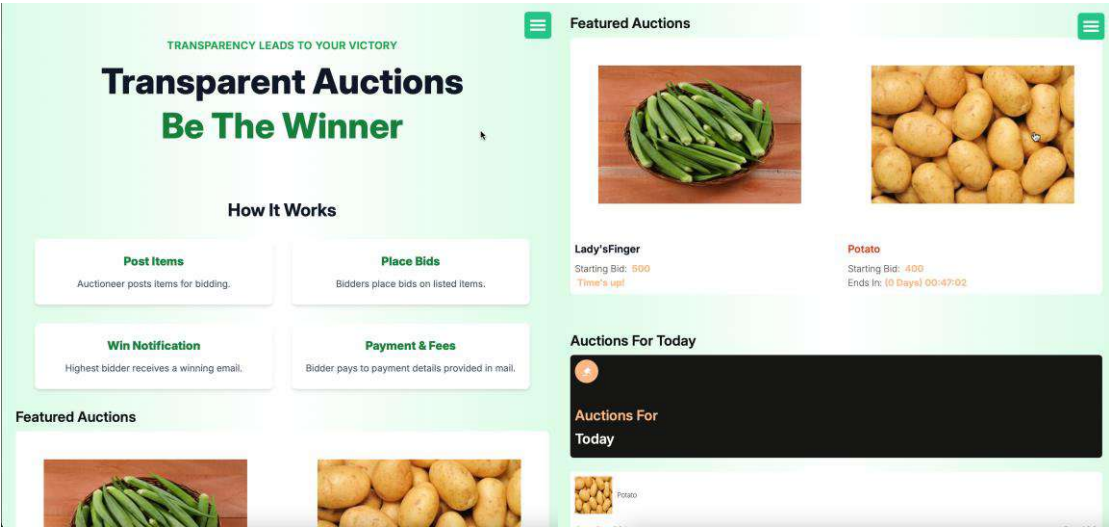 TRANSPARENCY LEADS TO YOUR VICTORY
Transparent Auctions
Be The Winner
How It Works
Post Items
Auctioneer posts items for bidding.
Place Bids
Bidders place bids on listed items.
Win Notification
Highest bidder receives a winning email.
Payment & Fees
Bidder pays to payment details provided in mail.
Featured Auctions
Featured Auctions
Lady'sFinger
Starting Bid: 500
Time's up!
Potato
Starting Bid: 400
Ends In: (0 Days) 00:47:02
Auctions For Today
Auctions For
Today
Potato